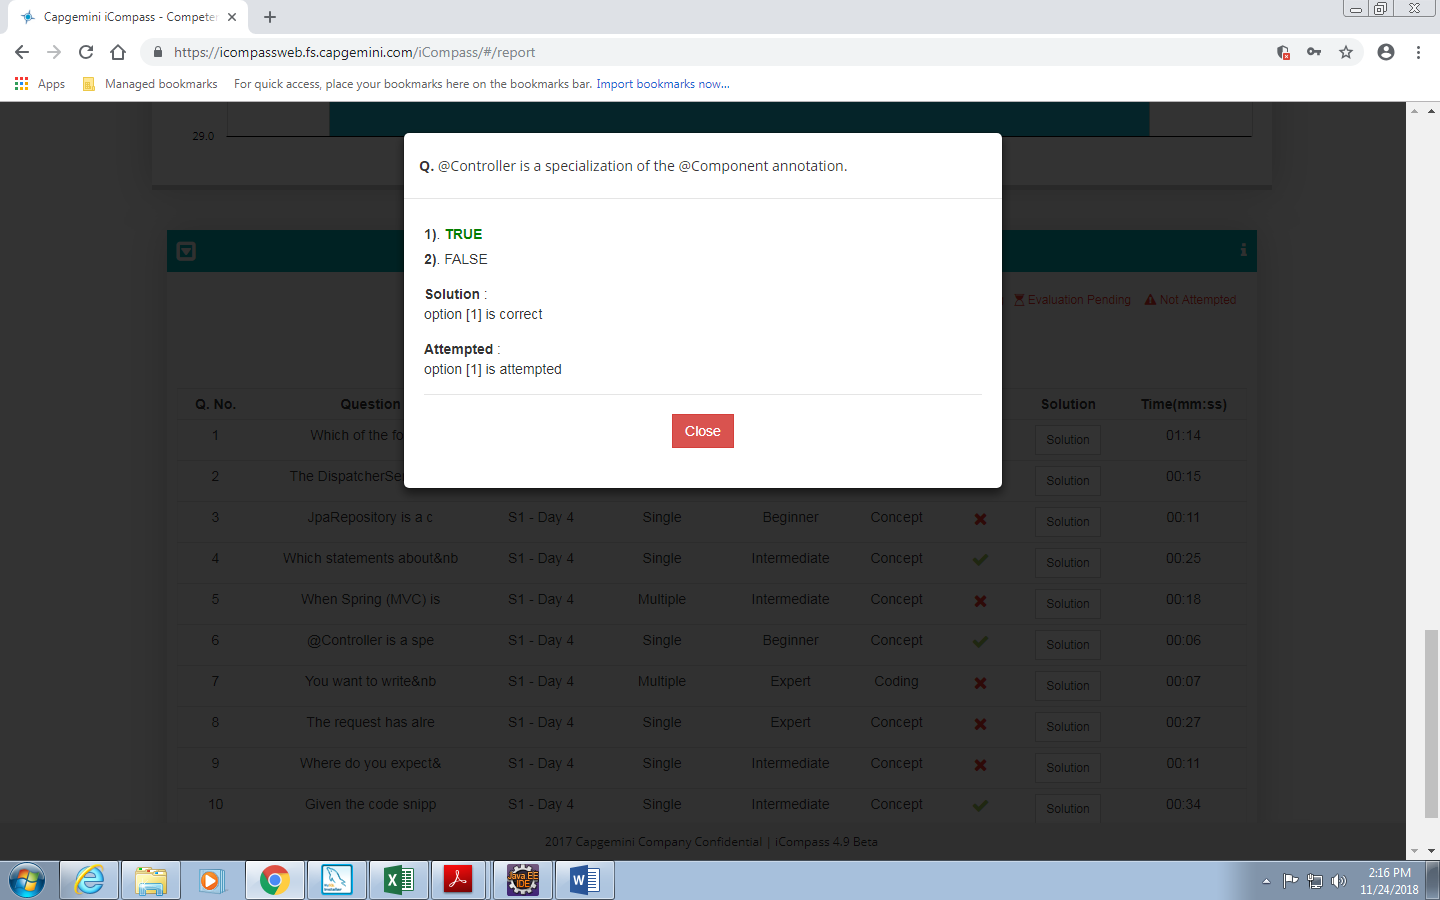 Capgemini iCompass - Competer
https://icompassweb.fs.capgemini.com/iCompass/#/report
Apps Managed bookmarks For quick access, place your bookmarks here on the bookmarks bar. Import bookmarks now...
29.0
Q. @Controller is a specialization of the @Component annotation.
1). TRUE
2). FALSE
Solution :
option [1] is correct
Attempted :
option [1] is attempted
Close
Evaluation Pending Not Attempted
Q. No. Question Solution Time(mm:ss)
1 Which of the fo Solution 01:14
2 The DispatcherSe Solution 00:15
3 JpaRepository is a c S1 - Day 4 Single Beginner Concept Solution 00:11
4 Which statements about&nb S1 - Day 4 Single Intermediate Concept Solution 00:25
5 When Spring (MVC) is S1 - Day 4 Multiple Intermediate Concept Solution 00:18
6 @Controller is a spe S1 - Day 4 Single Beginner Concept Solution 00:06
7 You want to write&nb S1 - Day 4 Multiple Expert Coding Solution 00:07
8 The request has alre S1 - Day 4 Single Expert Concept Solution 00:27
9 Where do you expect& S1 - Day 4 Single Intermediate Concept Solution 00:11
10 Given the code snipp S1 - Day 4 Single Intermediate Concept Solution 00:34
2017 Capgemini Company Confidential | iCompass 4.9 Beta
Java EE
IDE
2:16 PM
11/24/2018